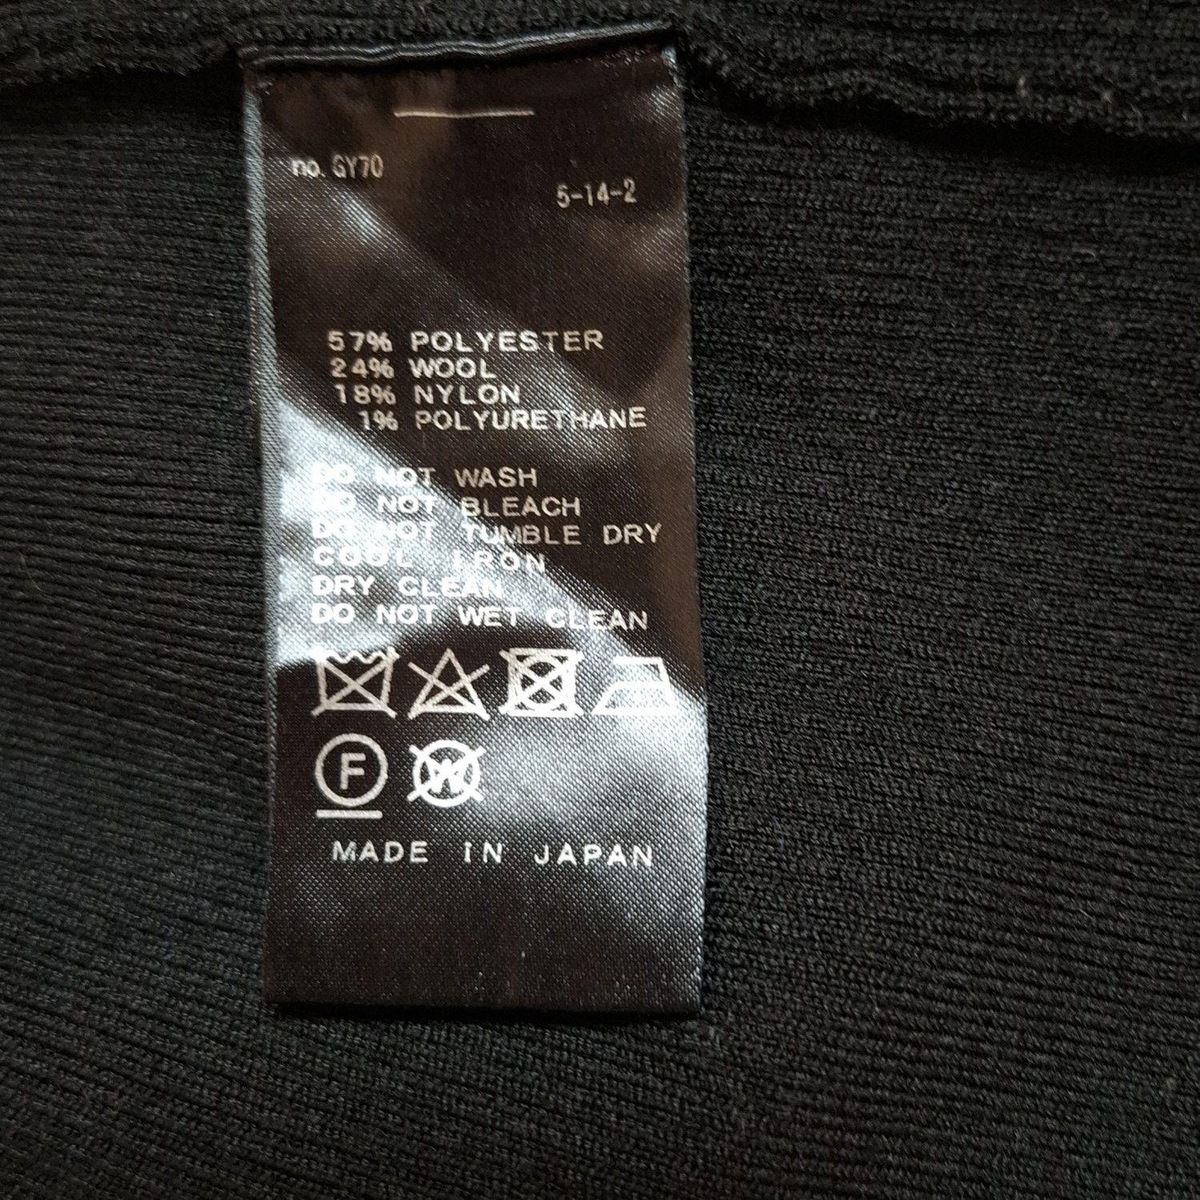 no. GY70
5-14-2
57% POLYESTER
24% WOOL
18% NYLON
1% POLYURETHANE
DO NOT WASH
DO NOT BLEACH
DO NOT TUMBLE DRY
COOL IRON
DRY CLEAN
DO NOT WET CLEAN
F W
MADE IN JAPAN